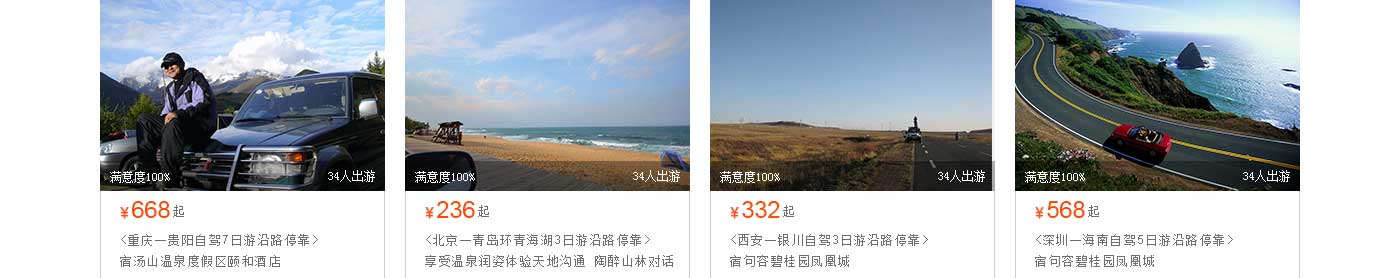 满意度100% 34人出游
¥668起
<重庆一贵阳自驾7日游沿路停靠>
宿汤山温泉度假区颐和酒店
满意度100% 34人出游
¥236起
<北京一青岛环青海湖3日游沿路停靠>
享受温泉润姿体验天地沟通 陶醉山林对话
满意度100% 34人出游
¥332起
<西安一银川自驾3日游沿路停靠>
宿句容碧桂园凤凰城
满意度100% 34人出游
¥568起
<深圳一海南自驾5日游沿路停靠>
宿句容碧桂园凤凰城